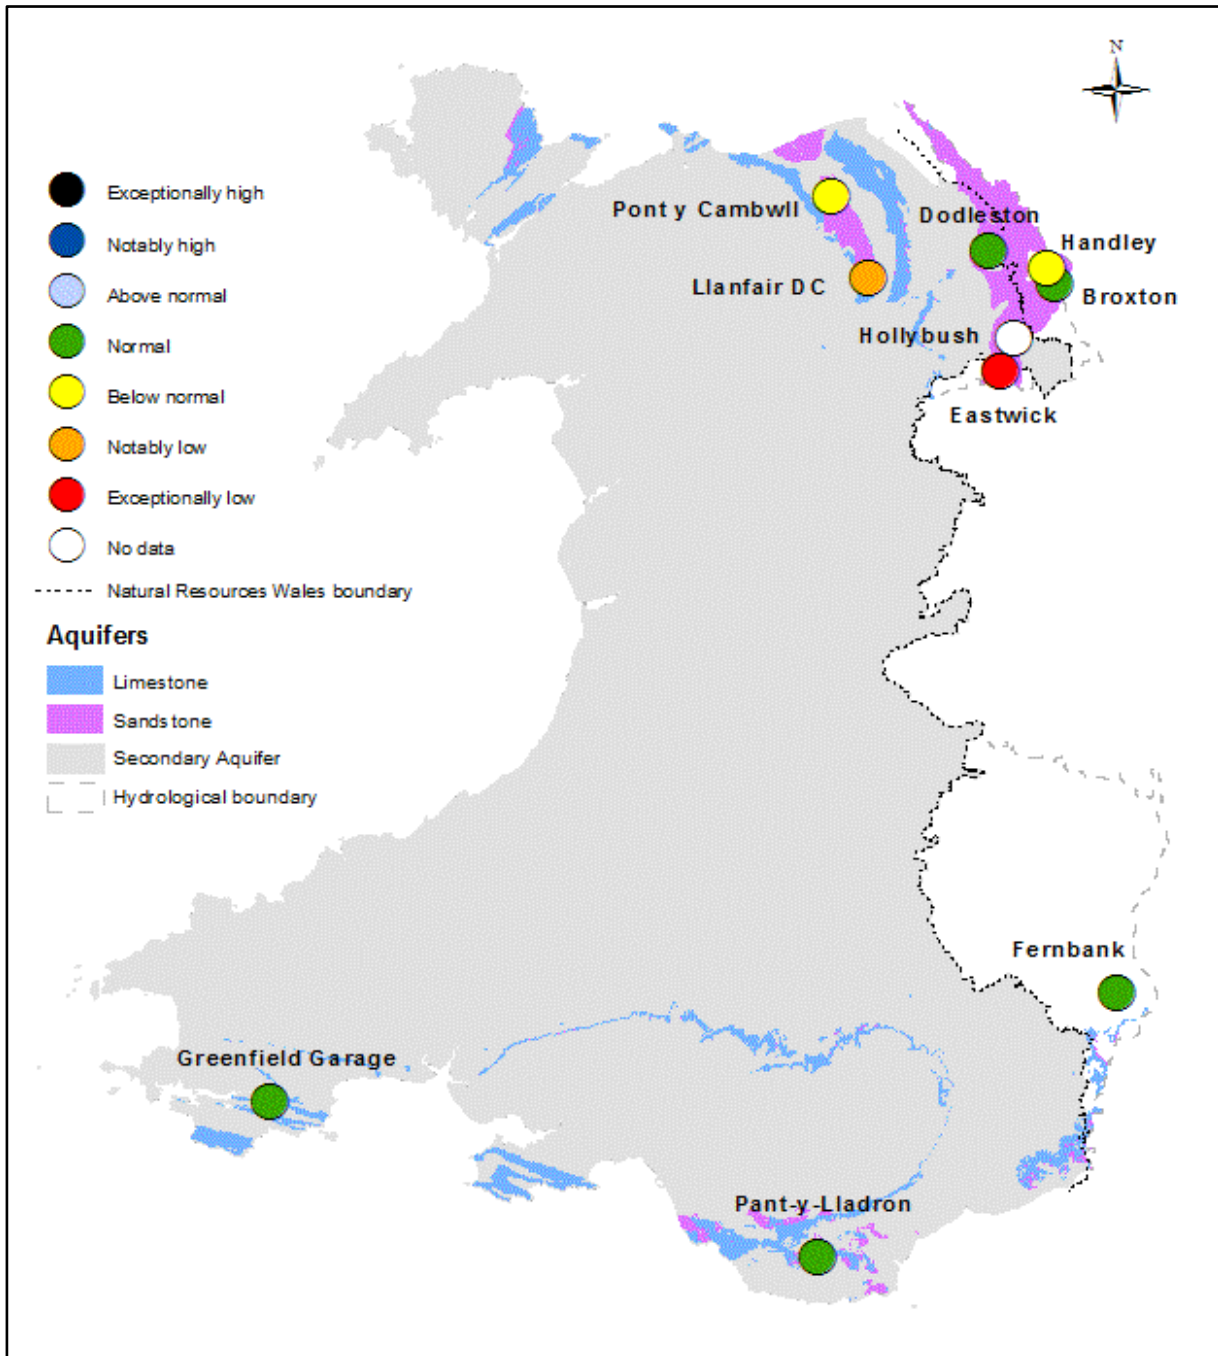 N
Exceptionally high
Notably high
Above normal
Normal
Below normal
Notably low
Exceptionally low
No data
Natural Resources Wales boundary
Aquifers
Limestone
Sandstone
Secondary Aquifer
Hydrological boundary
Pont y Cambwll
Dodleston
Handley
Llanfair DC
Broxton
Hollybush
Eastwick
Fernbank
Greenfield Garage
Pant-y-Lladron